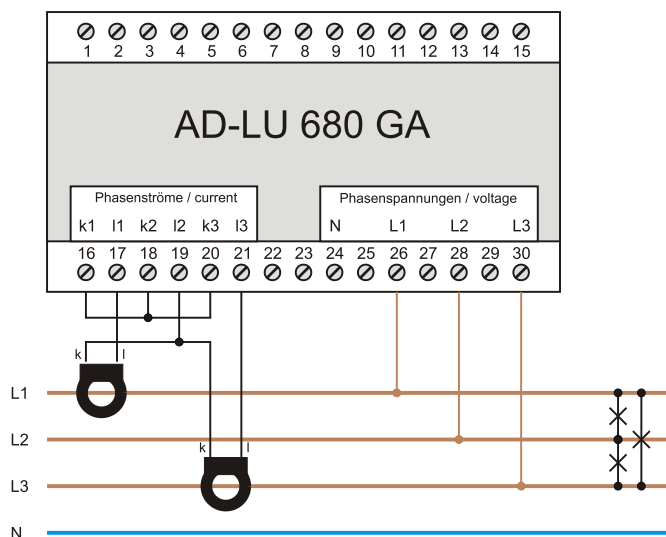 1 2 3 4 5 6 7 8 9 10 11 12 13 14 15
AD-LU 680 GA
Phasenströme / current
Phasenspannungen / voltage
k1 l1 k2 l2 k3 l3
N L1 L2 L3
16 17 18 19 20 21 22 23 24 25 26 27 28 29 30
k l
L1
L2
k l
L3
N